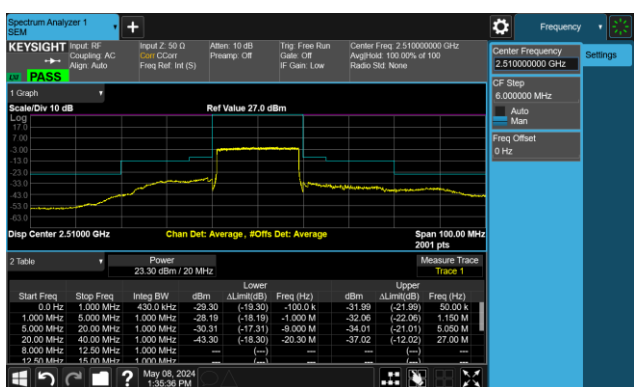 Spectrum Analyzer 1
SEM
Frequency
KEYSIGHT Input: RF
Coupling: AC
Align: Auto
Input Z: 50 Ω
Corr CCorr
Freq Ref: Int (S)
Atten: 10 dB
Preamp: Off
Trig: Free Run
Gate: Off
IF Gain: Low
Center Freq: 2.510000000 GHz
Avg|Hold: 100.00% of 100
Radio Std: None
PASS
Center Frequency
2.510000000 GHz
Settings
CF Step
6.000000 MHz
Auto
Man
Freq Offset
0 Hz
1 Graph
Scale/Div 10 dB
Ref Value 27.0 dBm
Log
17.0
7.00
-3.00
-13.0
-23.0
-33.0
-43.0
-53.0
-63.0
Disp Center 2.51000 GHz
Chan Det: Average, #Offs Det: Average
Span 100.00 MHz
2001 pts
2 Table
Power
23.30 dBm / 20 MHz
Measure Trace
Trace 1
Lower Upper
Start Freq Stop Freq Integ BW dBm ΔLimit(dB) Freq (Hz) dBm ΔLimit(dB) Freq (Hz)
0.0 Hz 1.000 MHz 430.0 kHz -29.30 (-19.30) -100.0 k -31.99 (-21.99) 50.00 k
1.000 MHz 5.000 MHz 1.000 MHz -28.19 (-18.19) -1.000 M -32.06 (-22.06) 1.150 M
5.000 MHz 20.00 MHz 1.000 MHz -30.31 (-17.31) -9.000 M -34.01 (-21.01) 5.050 M
20.00 MHz 40.00 MHz 1.000 MHz -43.30 (-18.30) -20.30 M -37.02 (-12.02) 27.00 M
8.000 MHz 12.50 MHz 1.000 MHz --- (---) --- --- (---) ---
12.50 MHz 15.00 MHz 1.000 MHz --- (---) --- --- (---) ---
May 08, 2024
1:35:36 PM